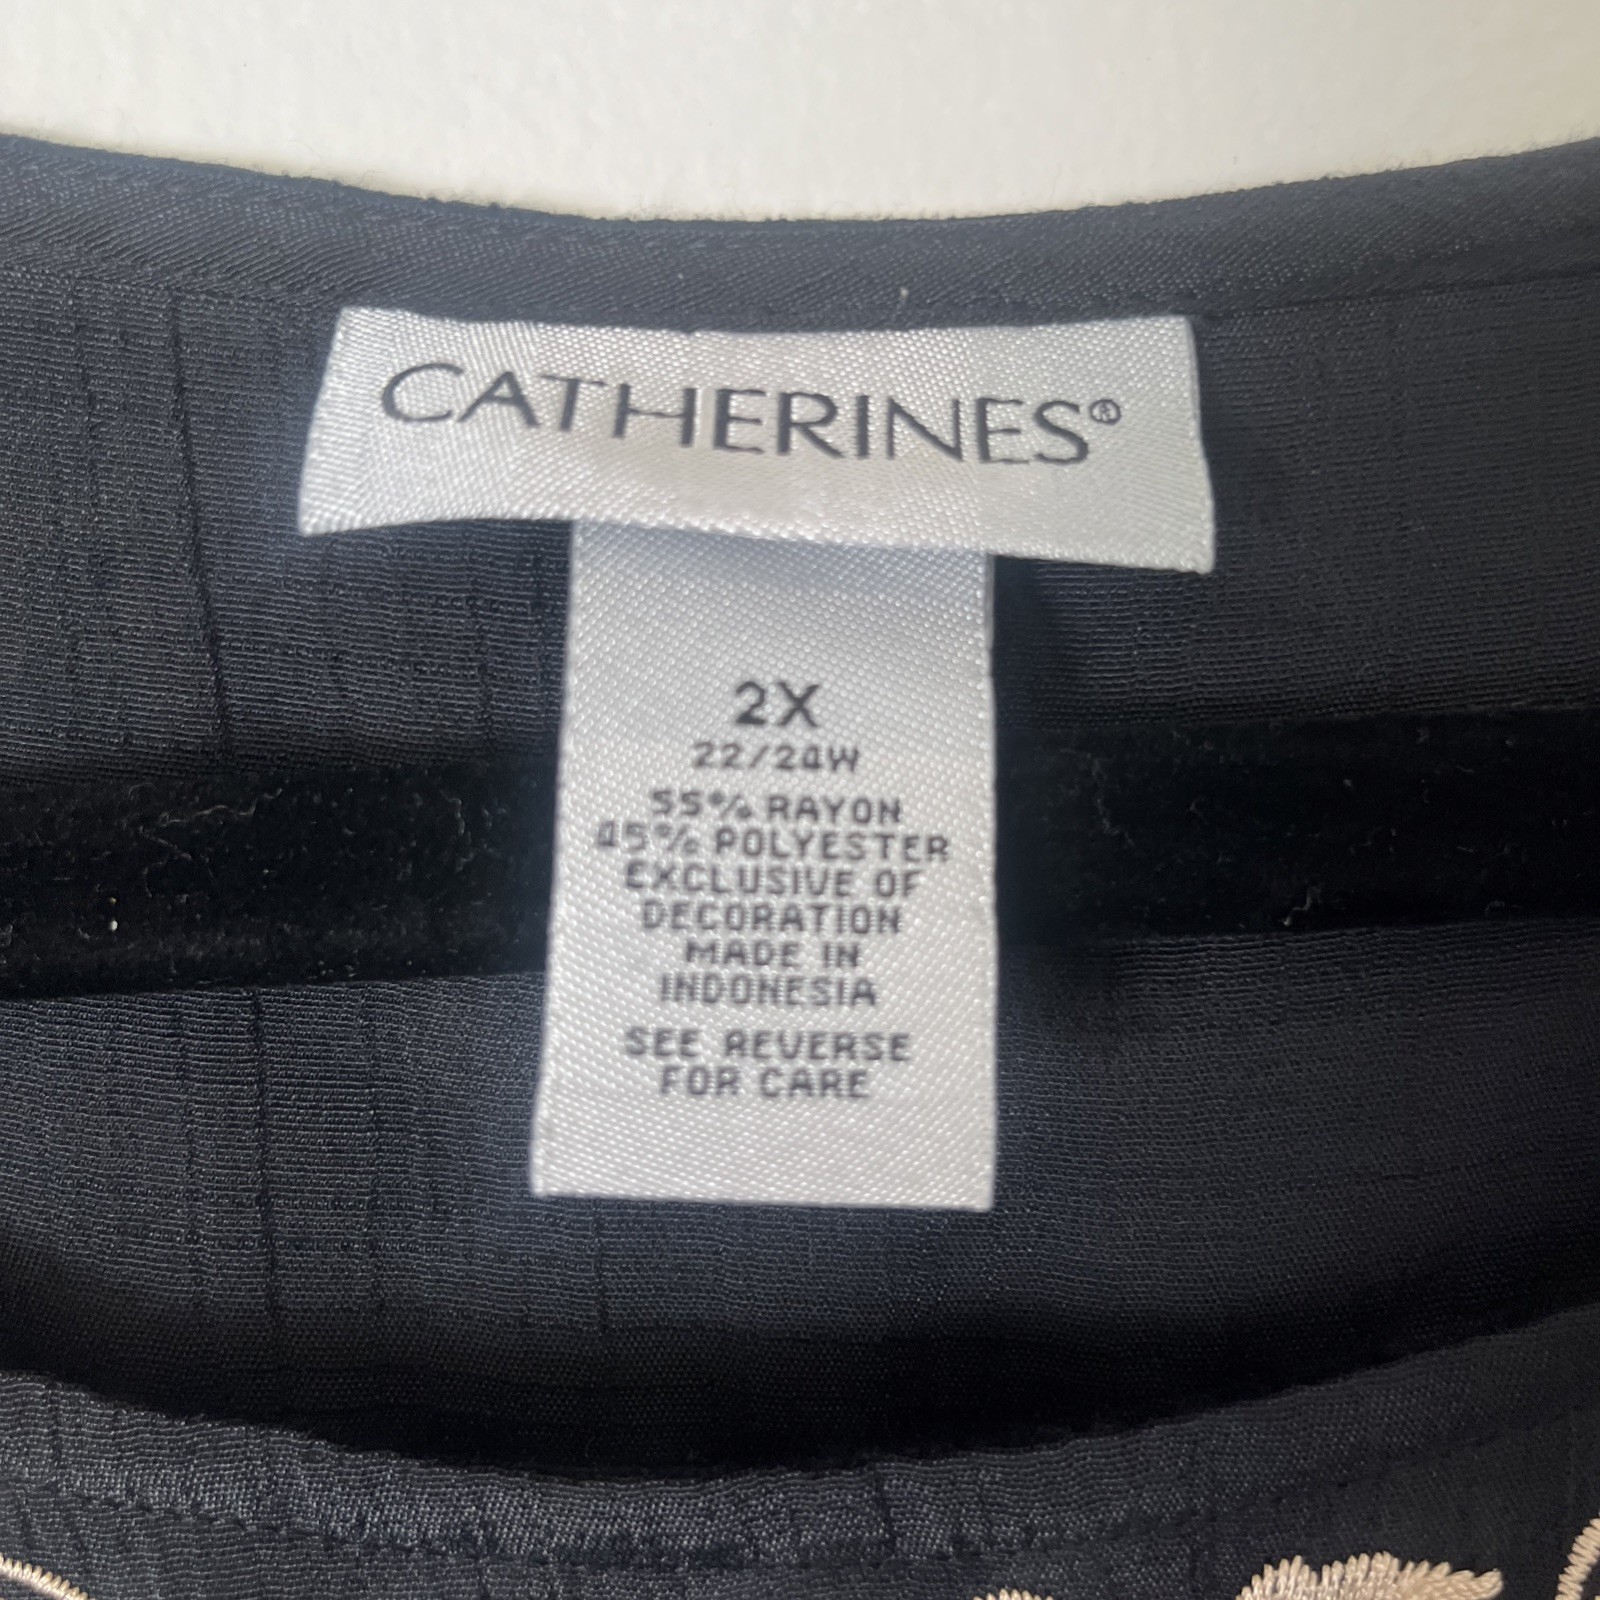 CATHERINES®
2X
22/24W
55% RAYON
45% POLYESTER
EXCLUSIVE OF
DECORATION
MADE IN
INDONESIA
SEE REVERSE
FOR CARE